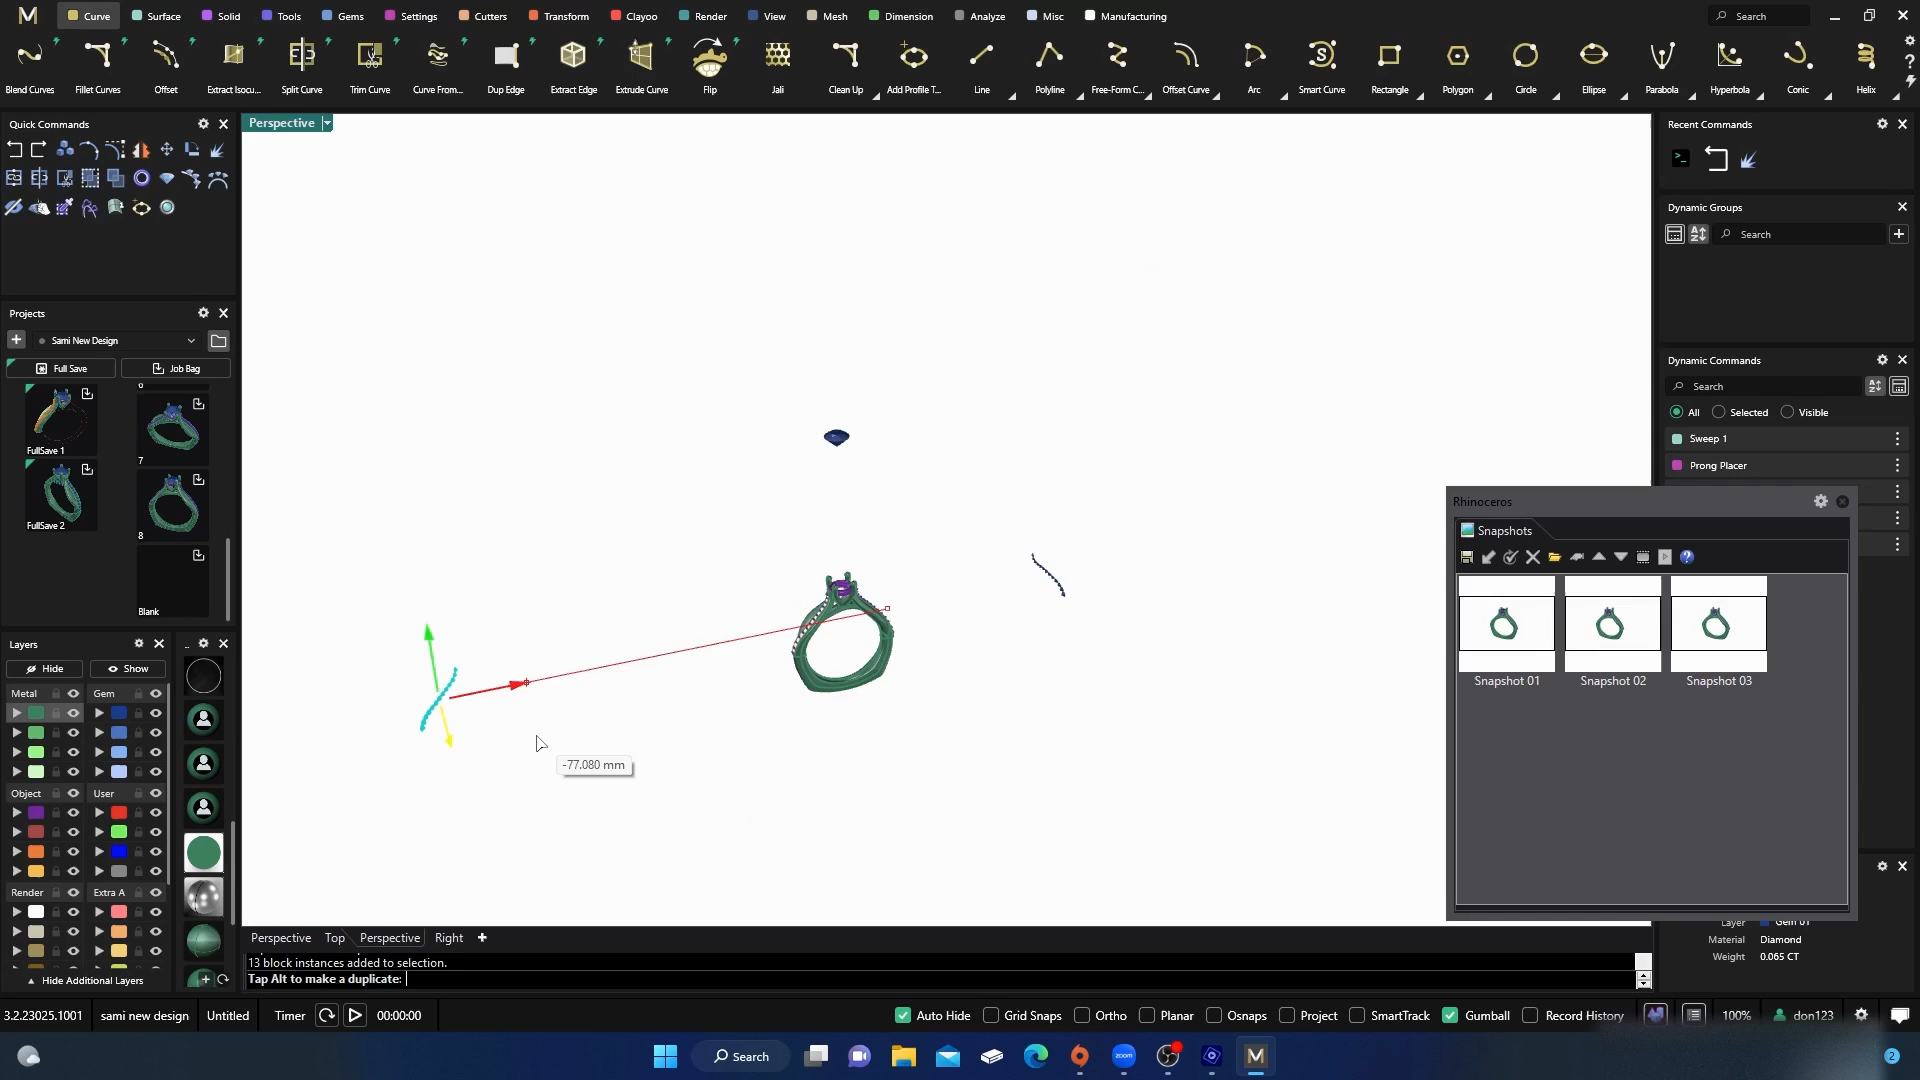 Curve
Surface
Solid
Tools
Gems
Settings
Cutters
Transform
Clayoo
Render
View
Mesh
Dimension
Analyze
Misc
Manufacturing
Search
Blend Curves
Fillet Curves
Offset
Extract Isocu...
Split Curve
Trim Curve
Curve From...
Dup Edge
Extract Edge
Extrude Curve
Flip
Jali
Clean Up
Add Profile T...
Line
Polyline
Free-Form C...
Offset Curve
Arc
Smart Curve
Rectangle
Polygon
Circle
Ellipse
Parabola
Hyperbola
Conic
Helix
Quick Commands
Perspective
Recent Commands
Dynamic Groups
Search
Projects
Sami New Design
Full Save
Job Bag
FullSave 1
7
FullSave 2
8
Blank
Dynamic Commands
Search
All
Selected
Visible
Sweep 1
Prong Placer
Rhinoceros
Snapshots
Snapshot 01
Snapshot 02
Snapshot 03
-77.080 mm
Layers
Hide
Show
Metal
Gem
Object
User
Render
Extra A
Hide Additional Layers
Layer
Gem 01
Material
Diamond
Weight
0.065 CT
Perspective
Top
Perspective
Right
13 block instances added to selection.
Tap Alt to make a duplicate:
3.2.23025.1001
sami new design
Untitled
Timer
00:00:00
Auto Hide
Grid Snaps
Ortho
Planar
Osnaps
Project
SmartTrack
Gumball
Record History
100%
don123
Search
zoom
2